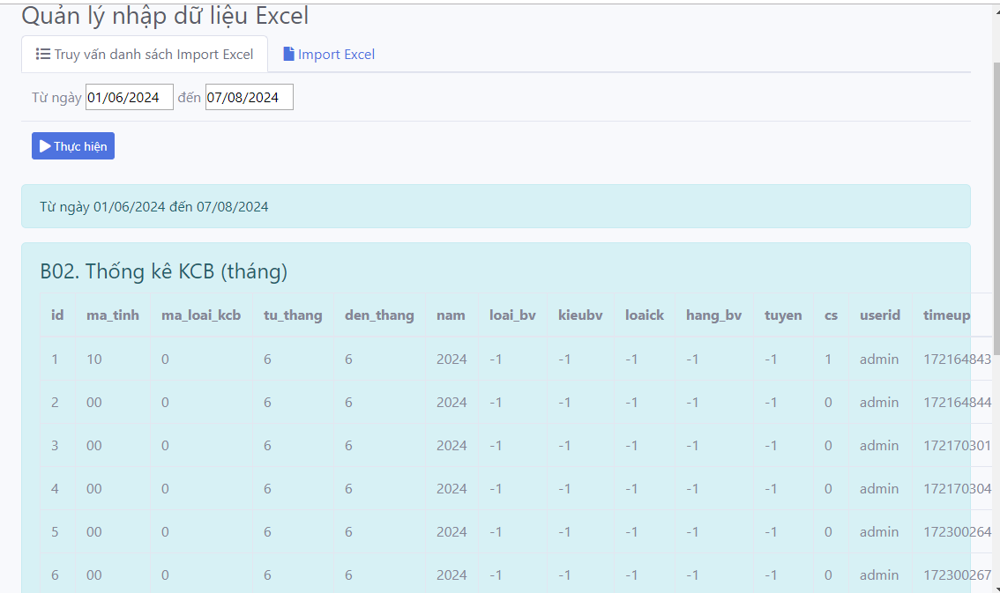 Quản lý nhập dữ liệu Excel
Truy vấn danh sách Import Excel Import Excel
Từ ngày 01/06/2024 đến 07/08/2024
Thực hiện
Từ ngày 01/06/2024 đến 07/08/2024
B02. Thống kê KCB (tháng)
id ma_tinh ma_loai_kcb tu_thang den_thang nam loai_bv kieubv loaick hang_bv tuyen cs userid timeup
1 10 0 6 6 2024 -1 -1 -1 -1 -1 1 admin 172164843
2 00 0 6 6 2024 -1 -1 -1 -1 -1 0 admin 172164844
3 00 0 6 6 2024 -1 -1 -1 -1 -1 0 admin 172170301
4 00 0 6 6 2024 -1 -1 -1 -1 -1 0 admin 172170304
5 00 0 6 6 2024 -1 -1 -1 -1 -1 0 admin 172300264
6 00 0 6 6 2024 -1 -1 -1 -1 -1 0 admin 172300267